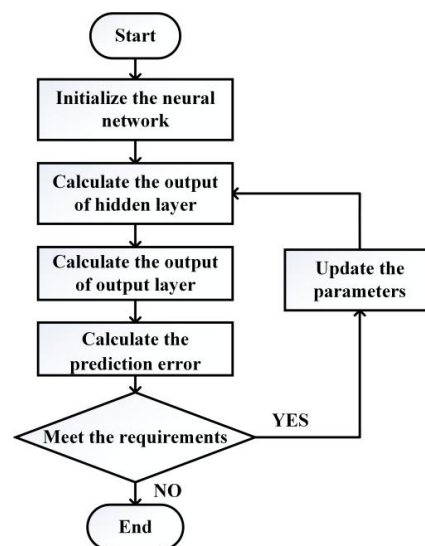 Start
Initialize the neural
network
Calculate the output
of hidden layer
Calculate the output
of output layer
Update the
parameters
Calculate the
prediction error
YES
Meet the requirements
NO
End